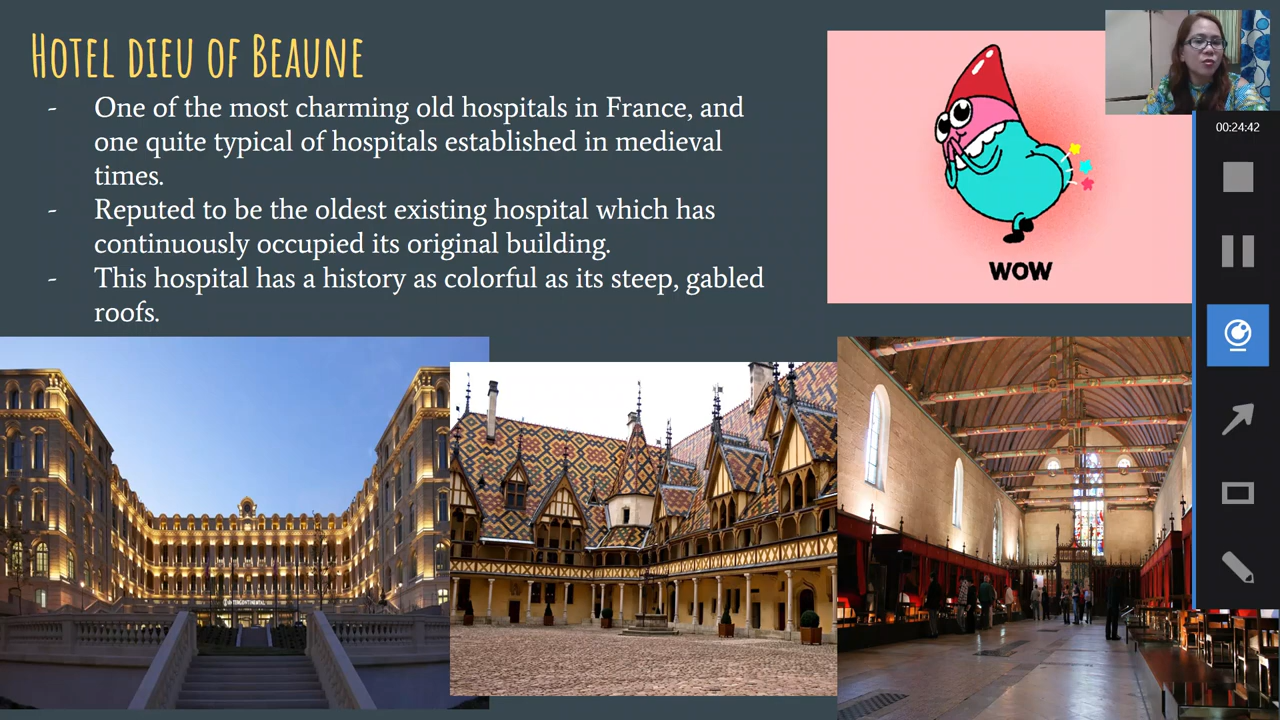 Hotel dieu of Beaune
- One of the most charming old hospitals in France, and
one quite typical of hospitals established in medieval
times.
- Reputed to be the oldest existing hospital which has
continuously occupied its original building.
- This hospital has a history as colorful as its steep, gabled
roofs.
WOW
00:24:42
INTERCONTINENTAL